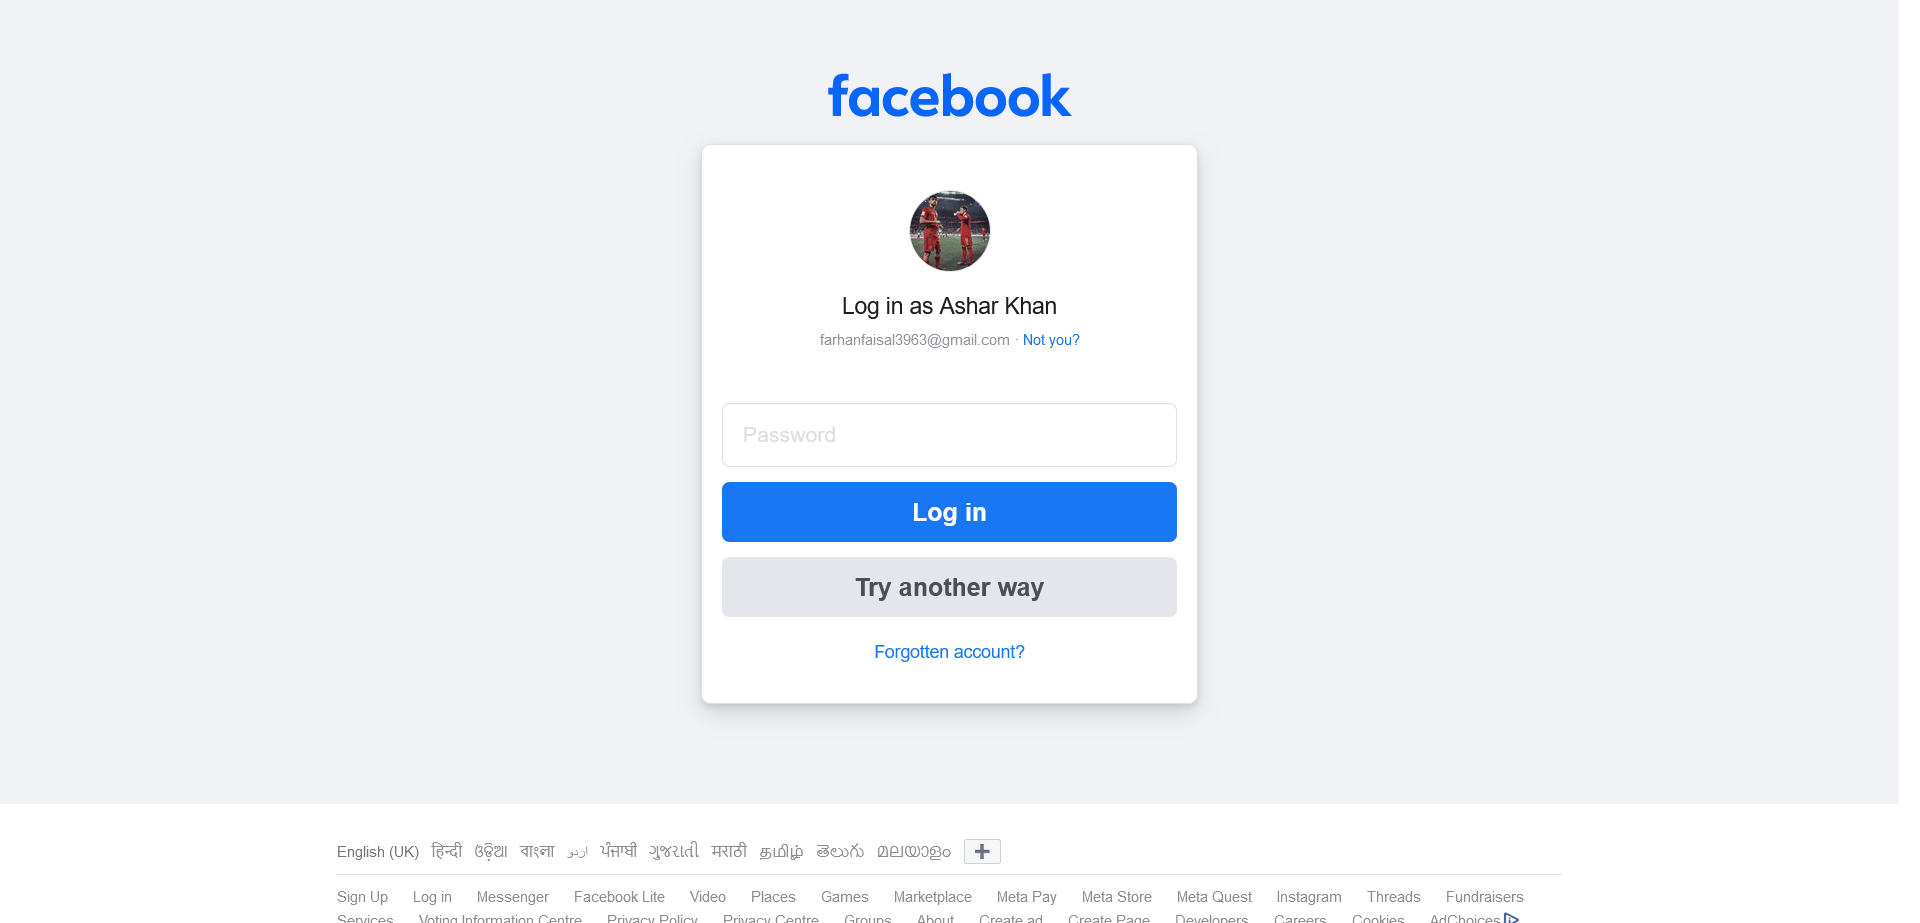 facebook
Log in as Ashar Khan
farhanfaisal3963@gmail.com · Not you?
Password
Log in
Try another way
Forgotten account?
English (UK) हिन्दी ଓଡ଼ିଆ বাংলা اردو ਪੰਜਾਬੀ ગુજરાતી मराठी தமிழ் తెలుగు മലയാളം
Sign Up Log in Messenger Facebook Lite Video Places Games Marketplace Meta Pay Meta Store Meta Quest Instagram Threads Fundraisers
Services Voting Information Centre Privacy Policy Privacy Centre Groups About Create ad Create Page Developers Careers Cookies AdChoices